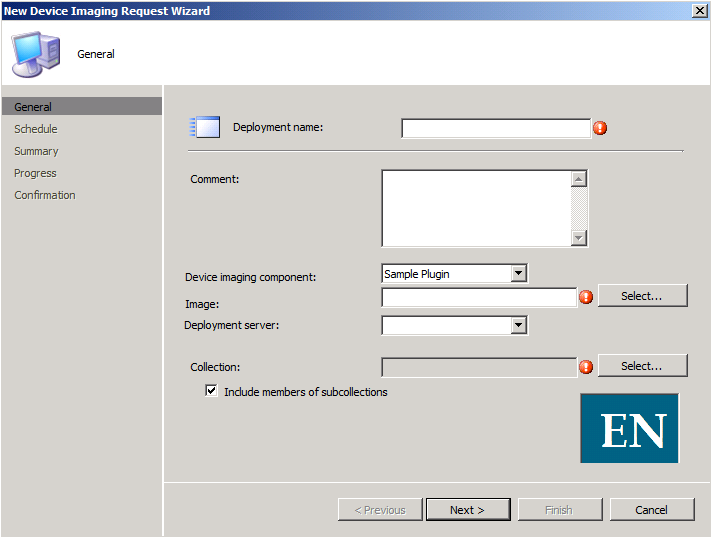 New Device Imaging Request Wizard
General
General
Schedule
Summary
Progress
Confirmation
Deployment name:
Comment:
Device imaging component:
Sample Plugin
Image:
Select...
Deployment server:
Collection:
Select...
Include members of subcollections
EN
< Previous
Next >
Finish
Cancel